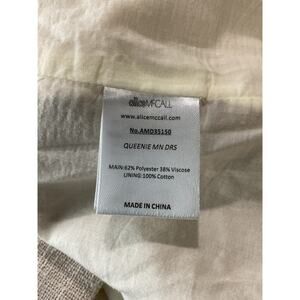 aliceMCCALL
www.alicemccall.com
No.AMD35150
QUEENIE MN DRS
MAIN:62% Polyester 38% Viscose
LINING:100% Cotton
MADE IN CHINA